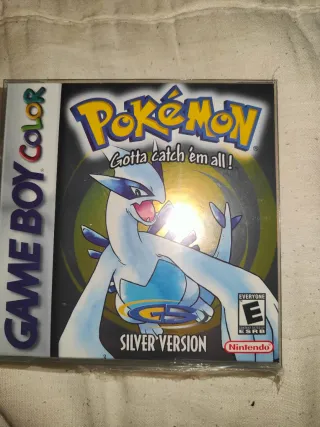 GAME BOY COLOR
POKéMON
Gotta catch 'em all!
GS
SILVER VERSION
EVERYONE
E
ESRB
Nintendo